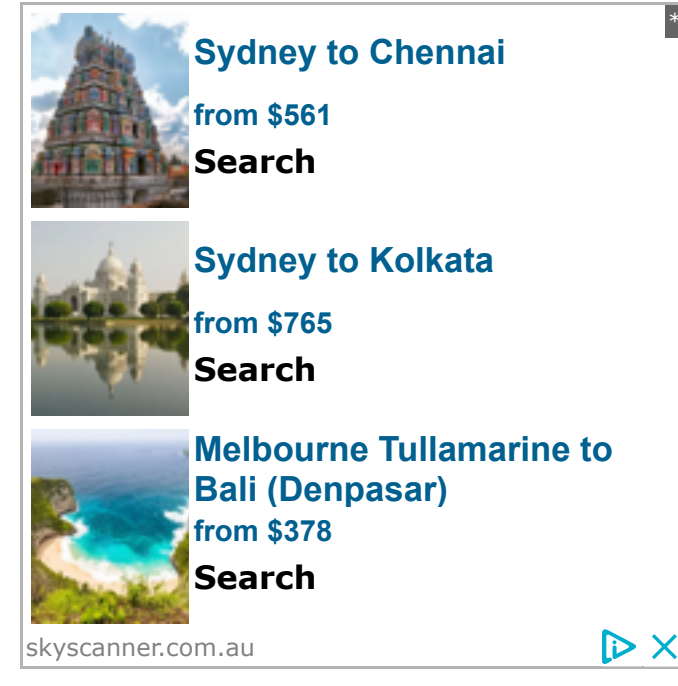 *
Sydney to Chennai
from $561
Search
Sydney to Kolkata
from $765
Search
Melbourne Tullamarine to
Bali (Denpasar)
from $378
Search
skyscanner.com.au